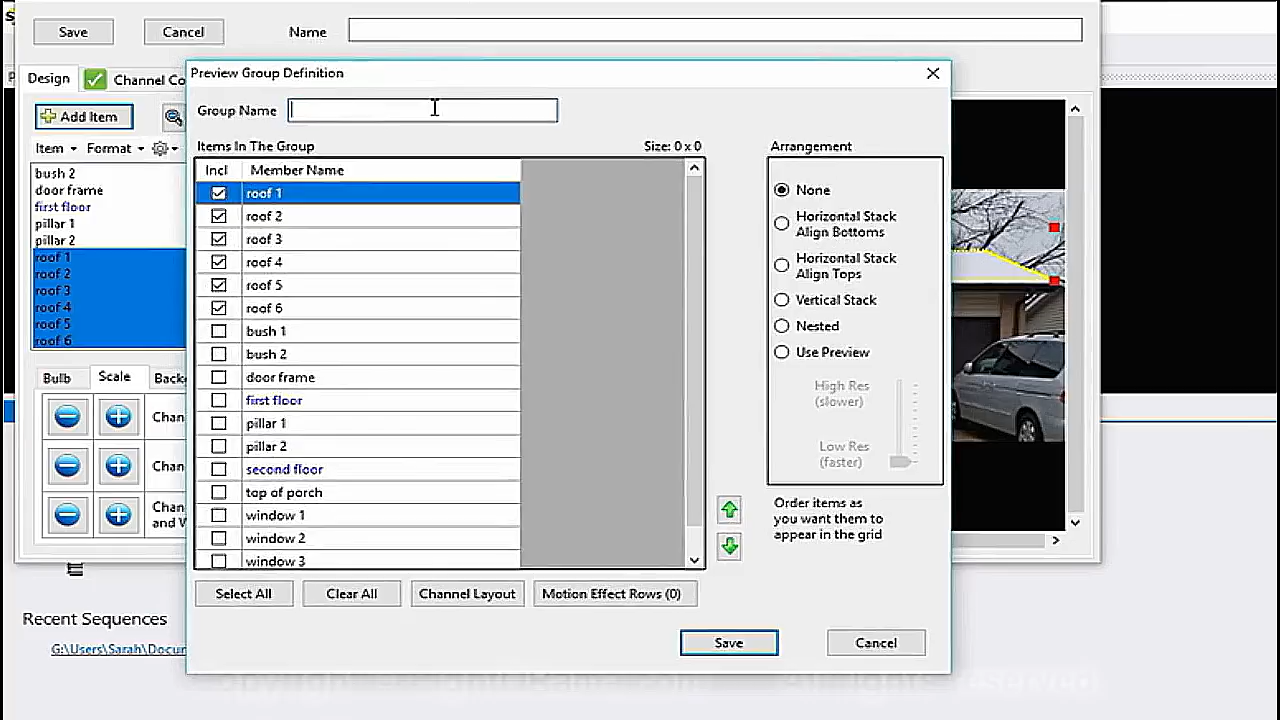 Save
Cancel
Name
Design
Channel Co
Add Item
Item
Format
bush 2
door frame
first floor
pillar 1
pillar 2
roof 1
roof 2
roof 3
roof 4
roof 5
roof 6
Bulb
Scale
Backg
Chan
Chan
Chan
and W
Recent Sequences
G:\Users\Sarah\Docum
Preview Group Definition
Group Name
Items In The Group
Size: 0 x 0
Incl
Member Name
roof 1
roof 2
roof 3
roof 4
roof 5
roof 6
bush 1
bush 2
door frame
first floor
pillar 1
pillar 2
second floor
top of porch
window 1
window 2
window 3
Select All
Clear All
Channel Layout
Motion Effect Rows (0)
Arrangement
None
Horizontal Stack
Align Bottoms
Horizontal Stack
Align Tops
Vertical Stack
Nested
Use Preview
High Res
(slower)
Low Res
(faster)
Order items as
you want them to
appear in the grid
Save
Cancel